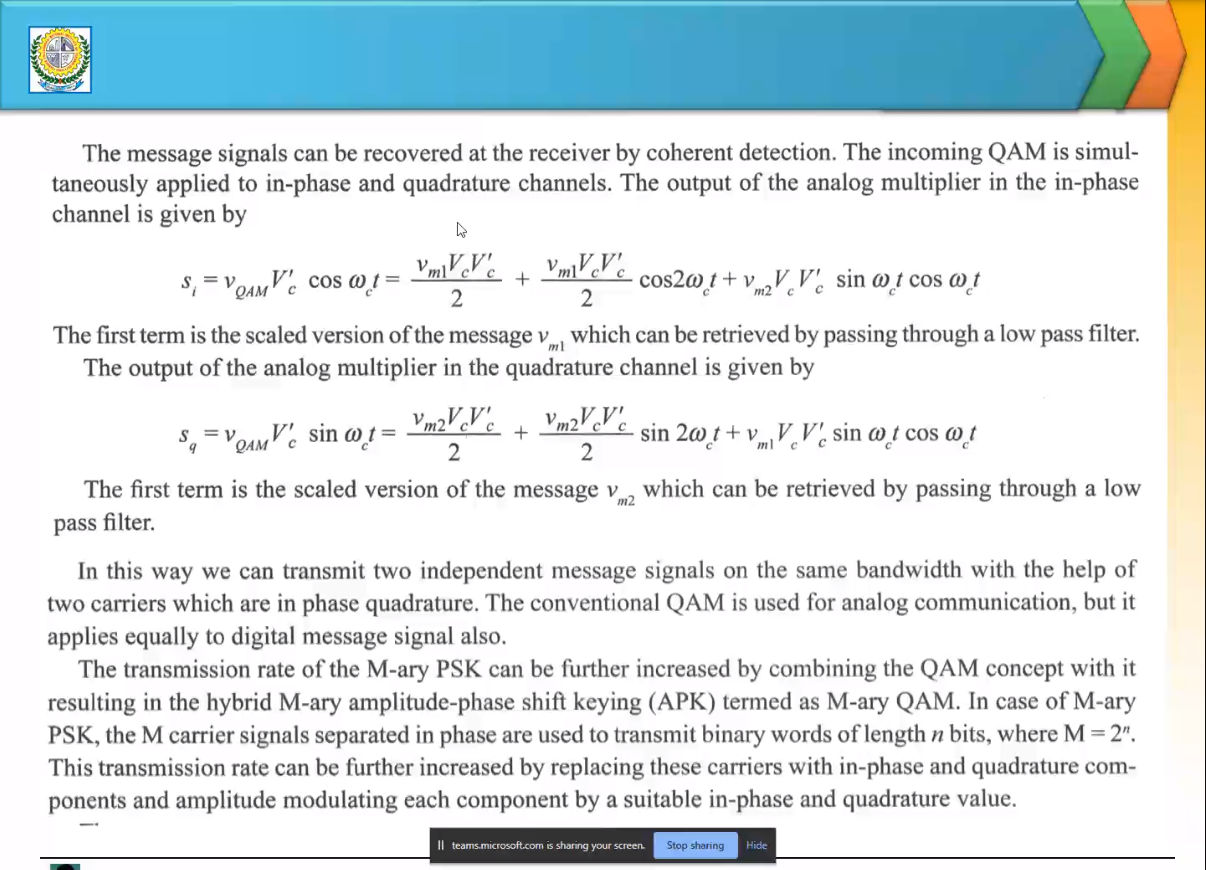 The message signals can be recovered at the receiver by coherent detection. The incoming QAM is simul-
taneously applied to in-phase and quadrature channels. The output of the analog multiplier in the in-phase
channel is given by
s_i = v_QAM V'_c cos ω_c t = v_m1 V_c V'_c / 2 + v_m1 V_c V'_c / 2 cos2ω_c t + v_m2 V_c V'_c sin ω_c t cos ω_c t
The first term is the scaled version of the message v_m1 which can be retrieved by passing through a low pass filter.
The output of the analog multiplier in the quadrature channel is given by
s_q = v_QAM V'_c sin ω_c t = v_m2 V_c V'_c / 2 + v_m2 V_c V'_c / 2 sin 2ω_c t + v_m1 V_c V'_c sin ω_c t cos ω_c t
The first term is the scaled version of the message v_m2 which can be retrieved by passing through a low
pass filter.
In this way we can transmit two independent message signals on the same bandwidth with the help of
two carriers which are in phase quadrature. The conventional QAM is used for analog communication, but it
applies equally to digital message signal also.
The transmission rate of the M-ary PSK can be further increased by combining the QAM concept with it
resulting in the hybrid M-ary amplitude-phase shift keying (APK) termed as M-ary QAM. In case of M-ary
PSK, the M carrier signals separated in phase are used to transmit binary words of length n bits, where M = 2ⁿ.
This transmission rate can be further increased by replacing these carriers with in-phase and quadrature com-
ponents and amplitude modulating each component by a suitable in-phase and quadrature value.
teams.microsoft.com is sharing your screen. Stop sharing Hide